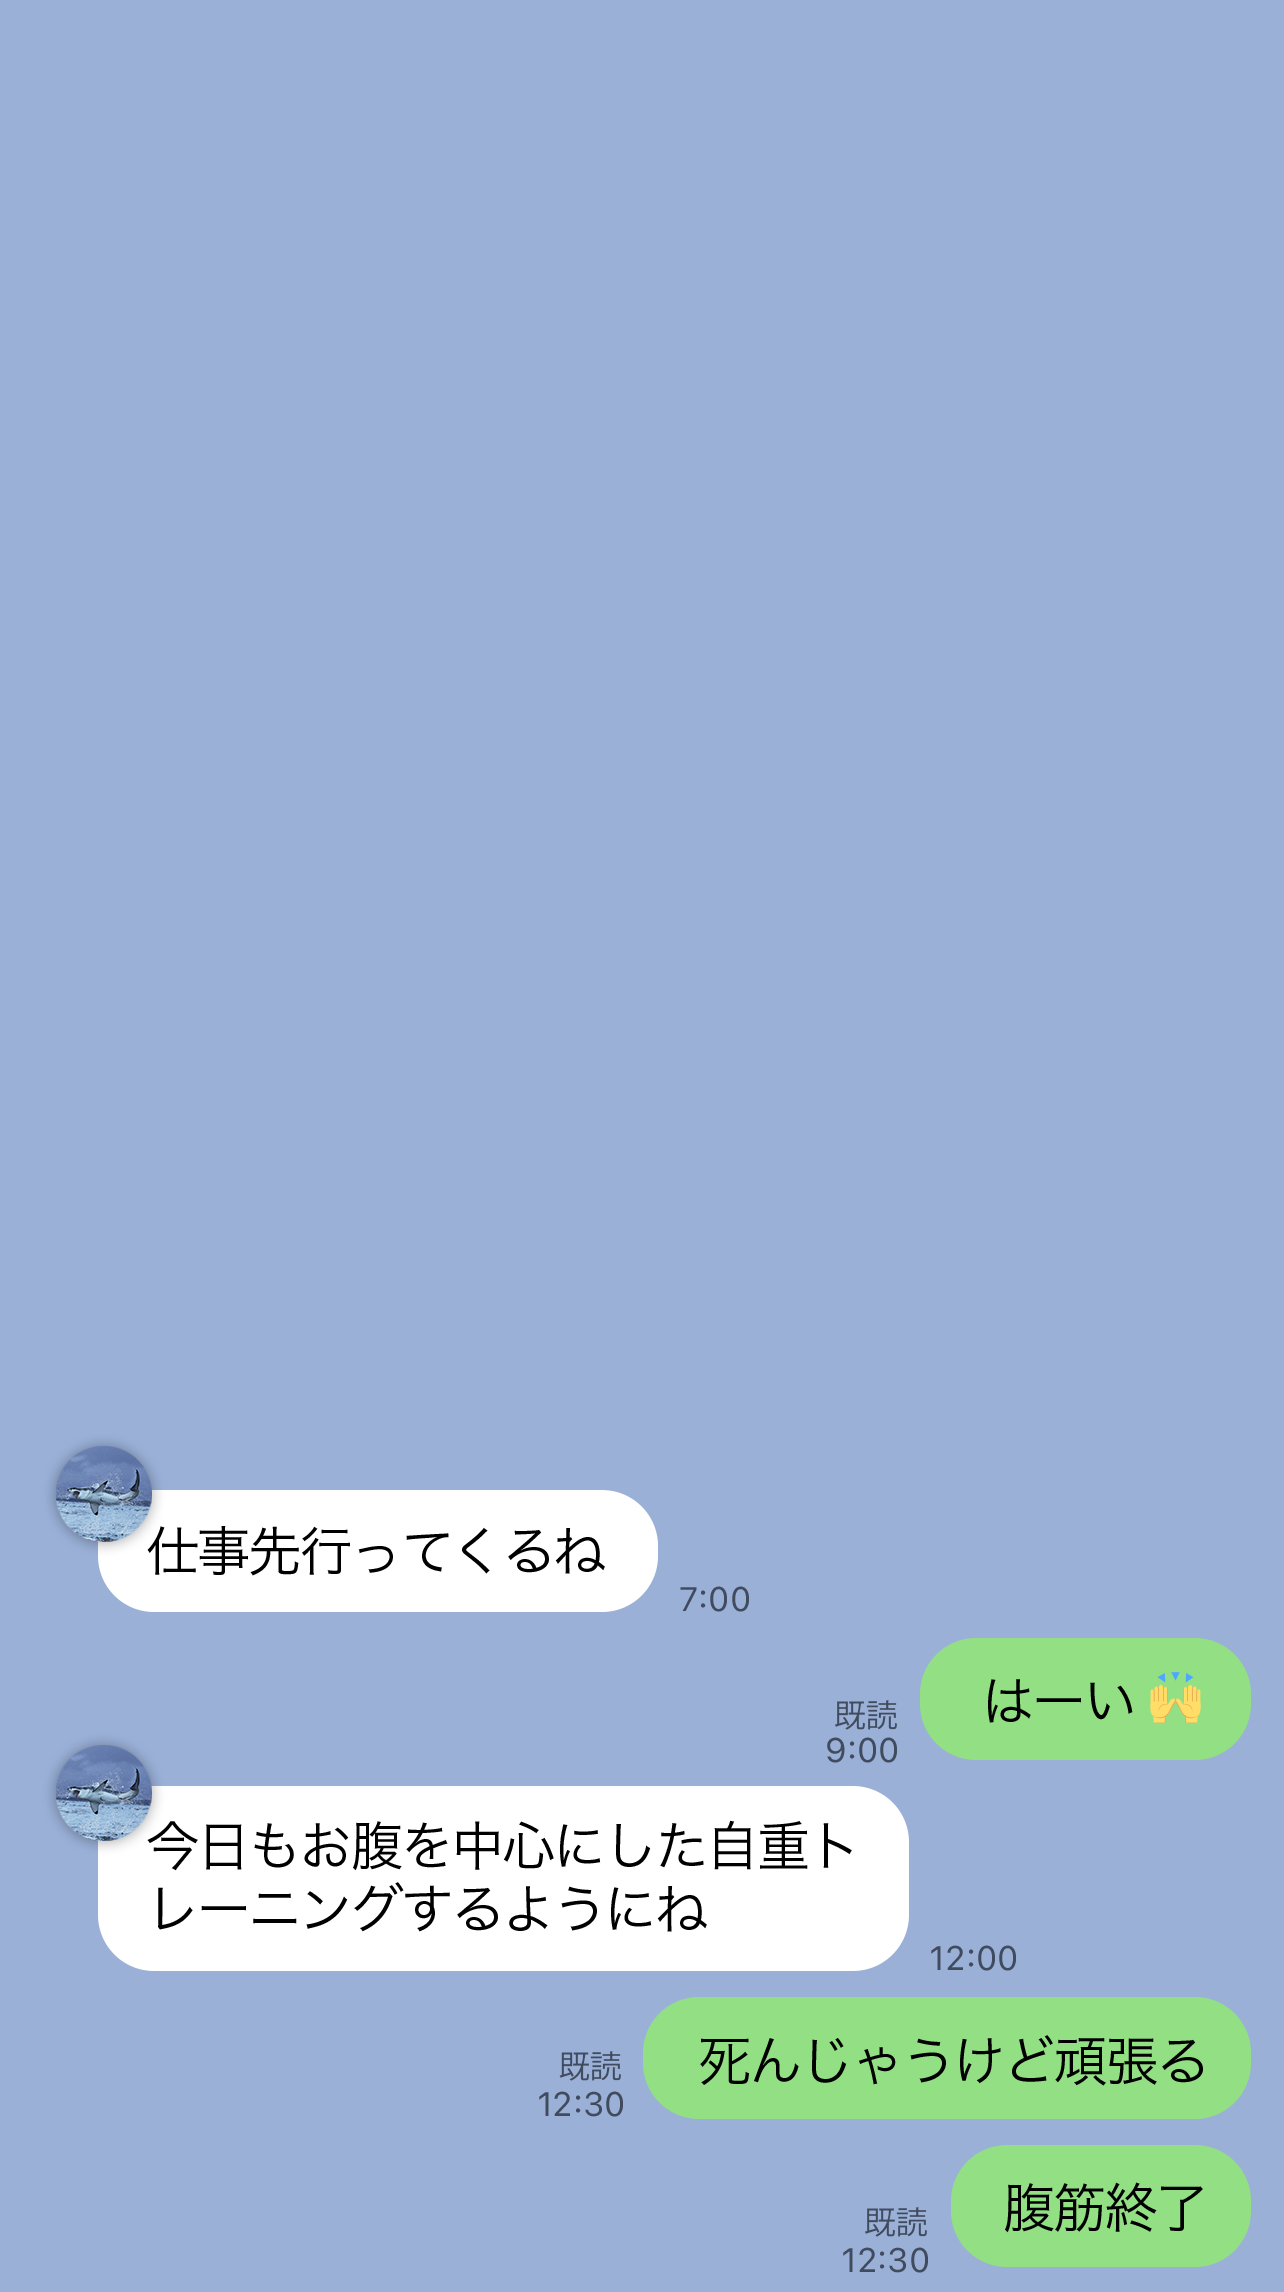 仕事先行ってくるね
7:00
はーい🙌
既読
9:00
今日もお腹を中心にした自重ト
レーニングするようにね
12:00
死んじゃうけど頑張る
既読
12:30
腹筋終了
既読
12:30